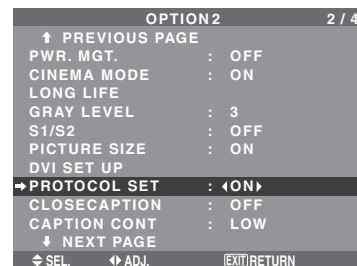 OPTION2 2 / 4
⬆ PREVIOUS PAGE
PWR. MGT. : OFF
CINEMA MODE : ON
LONG LIFE
GRAY LEVEL : 3
S1/S2 : OFF
PICTURE SIZE : ON
DVI SET UP
➔PROTOCOL SET : ◀ON▶
CLOSECAPTION : OFF
CAPTION CONT : LOW
⬇ NEXT PAGE
SEL. ADJ. EXIT RETURN